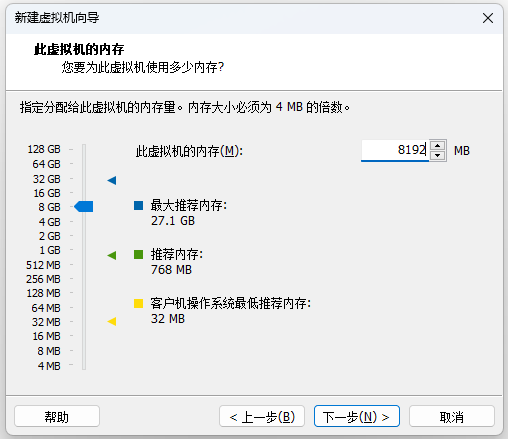 新建虚拟机向导
此虚拟机的内存
您要为此虚拟机使用多少内存?
指定分配给此虚拟机的内存量。内存大小必须为 4 MB 的倍数。
128 GB
64 GB
32 GB
16 GB
8 GB
4 GB
2 GB
1 GB
512 MB
256 MB
128 MB
64 MB
32 MB
16 MB
8 MB
4 MB
此虚拟机的内存(M):
8192 MB
最大推荐内存:
27.1 GB
推荐内存:
768 MB
客户机操作系统最低推荐内存:
32 MB
帮助
< 上一步(B)
下一步(N) >
取消